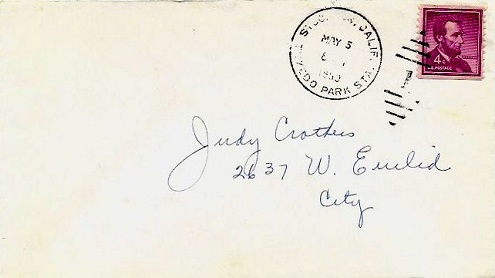 STOCKTON, CALIF.
MAY 5
PARK STA.
4¢
U.S. POSTAGE
Judy Crothers
2637 W. Euclid
City